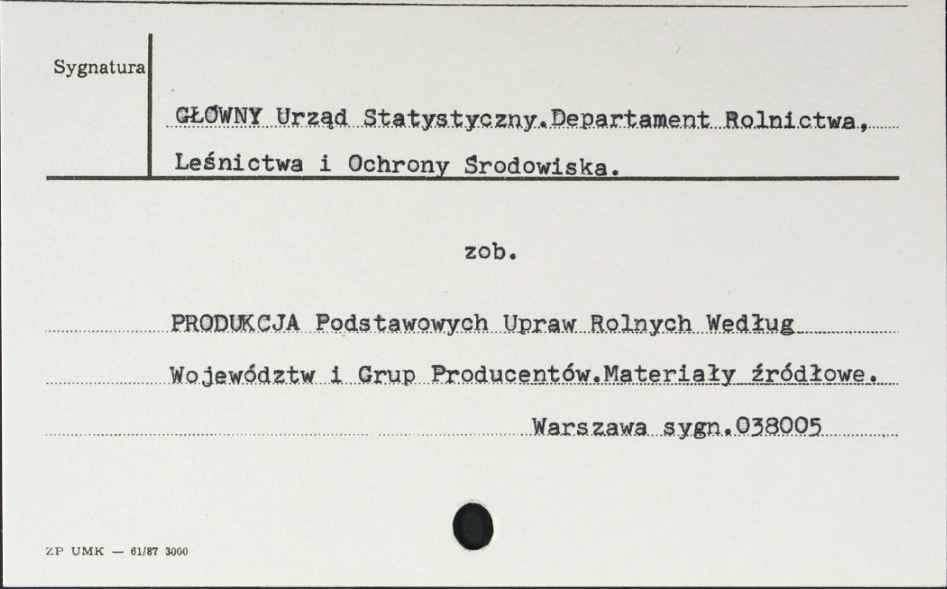 Sygnatura
GŁÓWNY Urząd Statystyczny.Departament Rolnictwa,
Leśnictwa i Ochrony Środowiska.
zob.
PRODUKCJA Podstawowych Upraw Rolnych Według
Województw i Grup Producentów.Materiały źródłowe.
Warszawa sygn.038005
ZP UMK — 61/87 3000